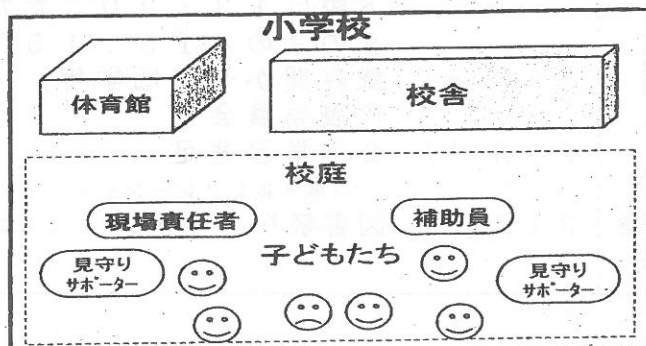 小学校
体育館
校舎
校庭
現場責任者
補助員
子どもたち
見守り
サポーター
見守り
サポーター